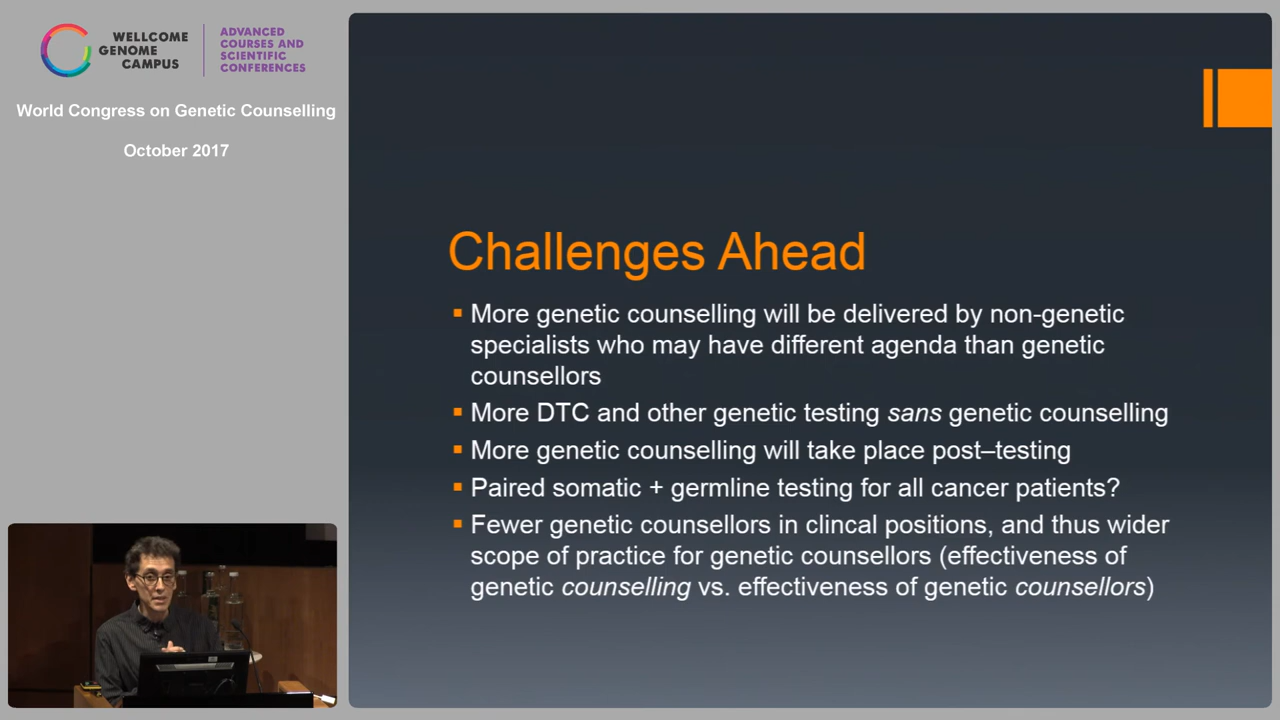 WELLCOME
GENOME
CAMPUS
ADVANCED
COURSES AND
SCIENTIFIC
CONFERENCES
World Congress on Genetic Counselling
October 2017
Challenges Ahead
▪ More genetic counselling will be delivered by non-genetic
specialists who may have different agenda than genetic
counsellors
▪ More DTC and other genetic testing sans genetic counselling
▪ More genetic counselling will take place post–testing
▪ Paired somatic + germline testing for all cancer patients?
▪ Fewer genetic counsellors in clincal positions, and thus wider
scope of practice for genetic counsellors (effectiveness of
genetic counselling vs. effectiveness of genetic counsellors)